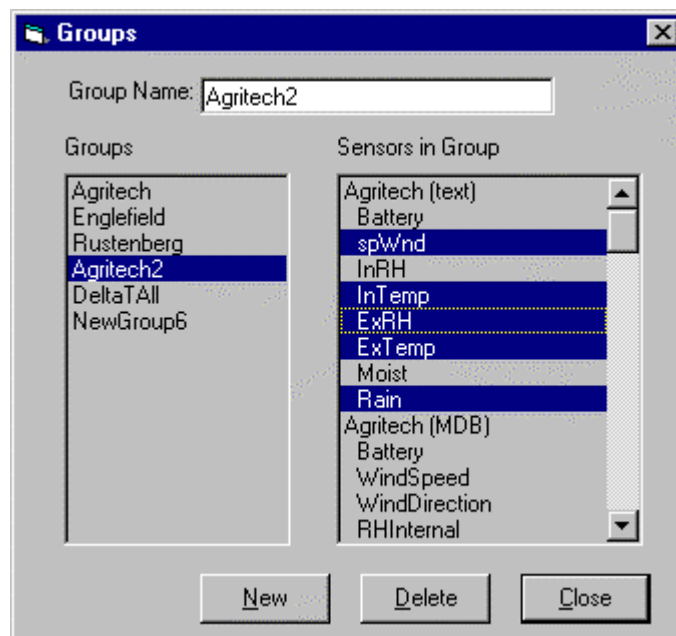 Groups
Group Name: Agritech2
Groups
Agritech
Englefield
Rustenberg
Agritech2
DeltaTAll
NewGroup6
Sensors in Group
Agritech (text)
Battery
spWnd
InRH
InTemp
ExRH
ExTemp
Moist
Rain
Agritech (MDB)
Battery
WindSpeed
WindDirection
RHInternal
New
Delete
Close